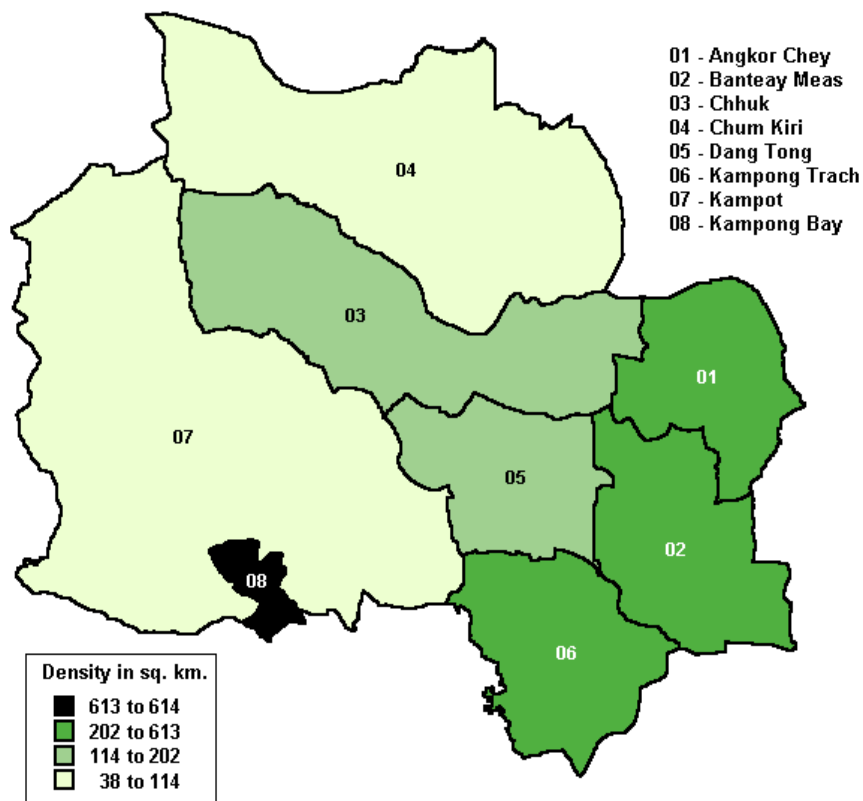 01 - Angkor Chey
02 - Banteay Meas
03 - Chhuk
04 - Chum Kiri
05 - Dang Tong
06 - Kampong Trach
07 - Kampot
08 - Kampong Bay
04
03
01
07
05
02
08
06
Density in sq. km.
613 to 614
202 to 613
114 to 202
38 to 114